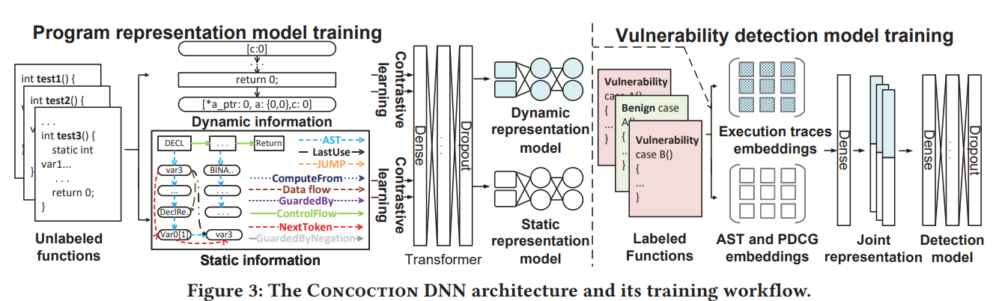 Program representation model training
int test1() {
int test2() {
. . .
int test3() {
static int
var1...
. . .
return 0;
}
Unlabeled
functions
[c:0]
. . .
return 0;
[*a_ptr: 0, a: {0,0},c: 0]
Dynamic information
DECL
. . .
Return
var3
BINA..
...
. . .
DeclRe.
. . .
Var0[1]
var3
AST
LastUse
JUMP
ComputeFrom
Data flow
GuardedBy
ControlFlow
NextToken
GuardedByNegation
Static information
Contrastive
learning
Contrastive
learning
Dense
. . .
Dropout
Transformer
Dynamic
representation
model
Static
representation
model
Vulnerability detection model training
Vulnerability
case A()
{
...
}
Benign case
A()
{
...
}
Vulnerability
case B()
{
...
}
Labeled
Functions
Execution traces
embeddings
AST and PDCG
embeddings
Dense
Joint
representation
Dense
. . .
Dropout
Detection
model
Figure 3: The Concoction DNN architecture and its training workflow.